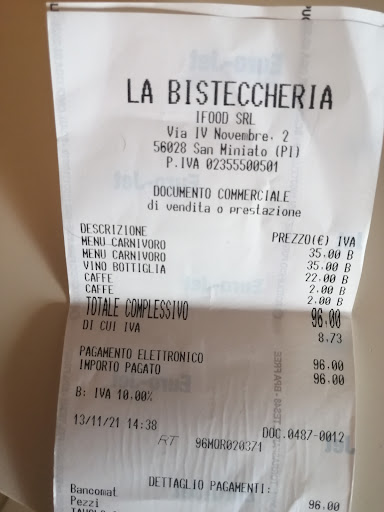 LA BISTECCHERIA
IFOOD SRL
Via IV Novembre, 2
56028 San Miniato (PI)
P.IVA 02355500501
DOCUMENTO COMMERCIALE
di vendita o prestazione
DESCRIZIONE PREZZO(€) IVA
MENU CARNIVORO 35.00 B
MENU CARNIVORO 35.00 B
VINO BOTTIGLIA 22.00 B
CAFFE 2.00 B
CAFFE 2.00 B
TOTALE COMPLESSIVO 96.00
DI CUI IVA 8.73
PAGAMENTO ELETTRONICO 96.00
IMPORTO PAGATO 96.00
B: IVA 10.00%
13/11/21 14:38 DOC.0487-0012
RT 96MOR020371
DETTAGLIO PAGAMENTI:
Bancomat 96.00
Pezzi